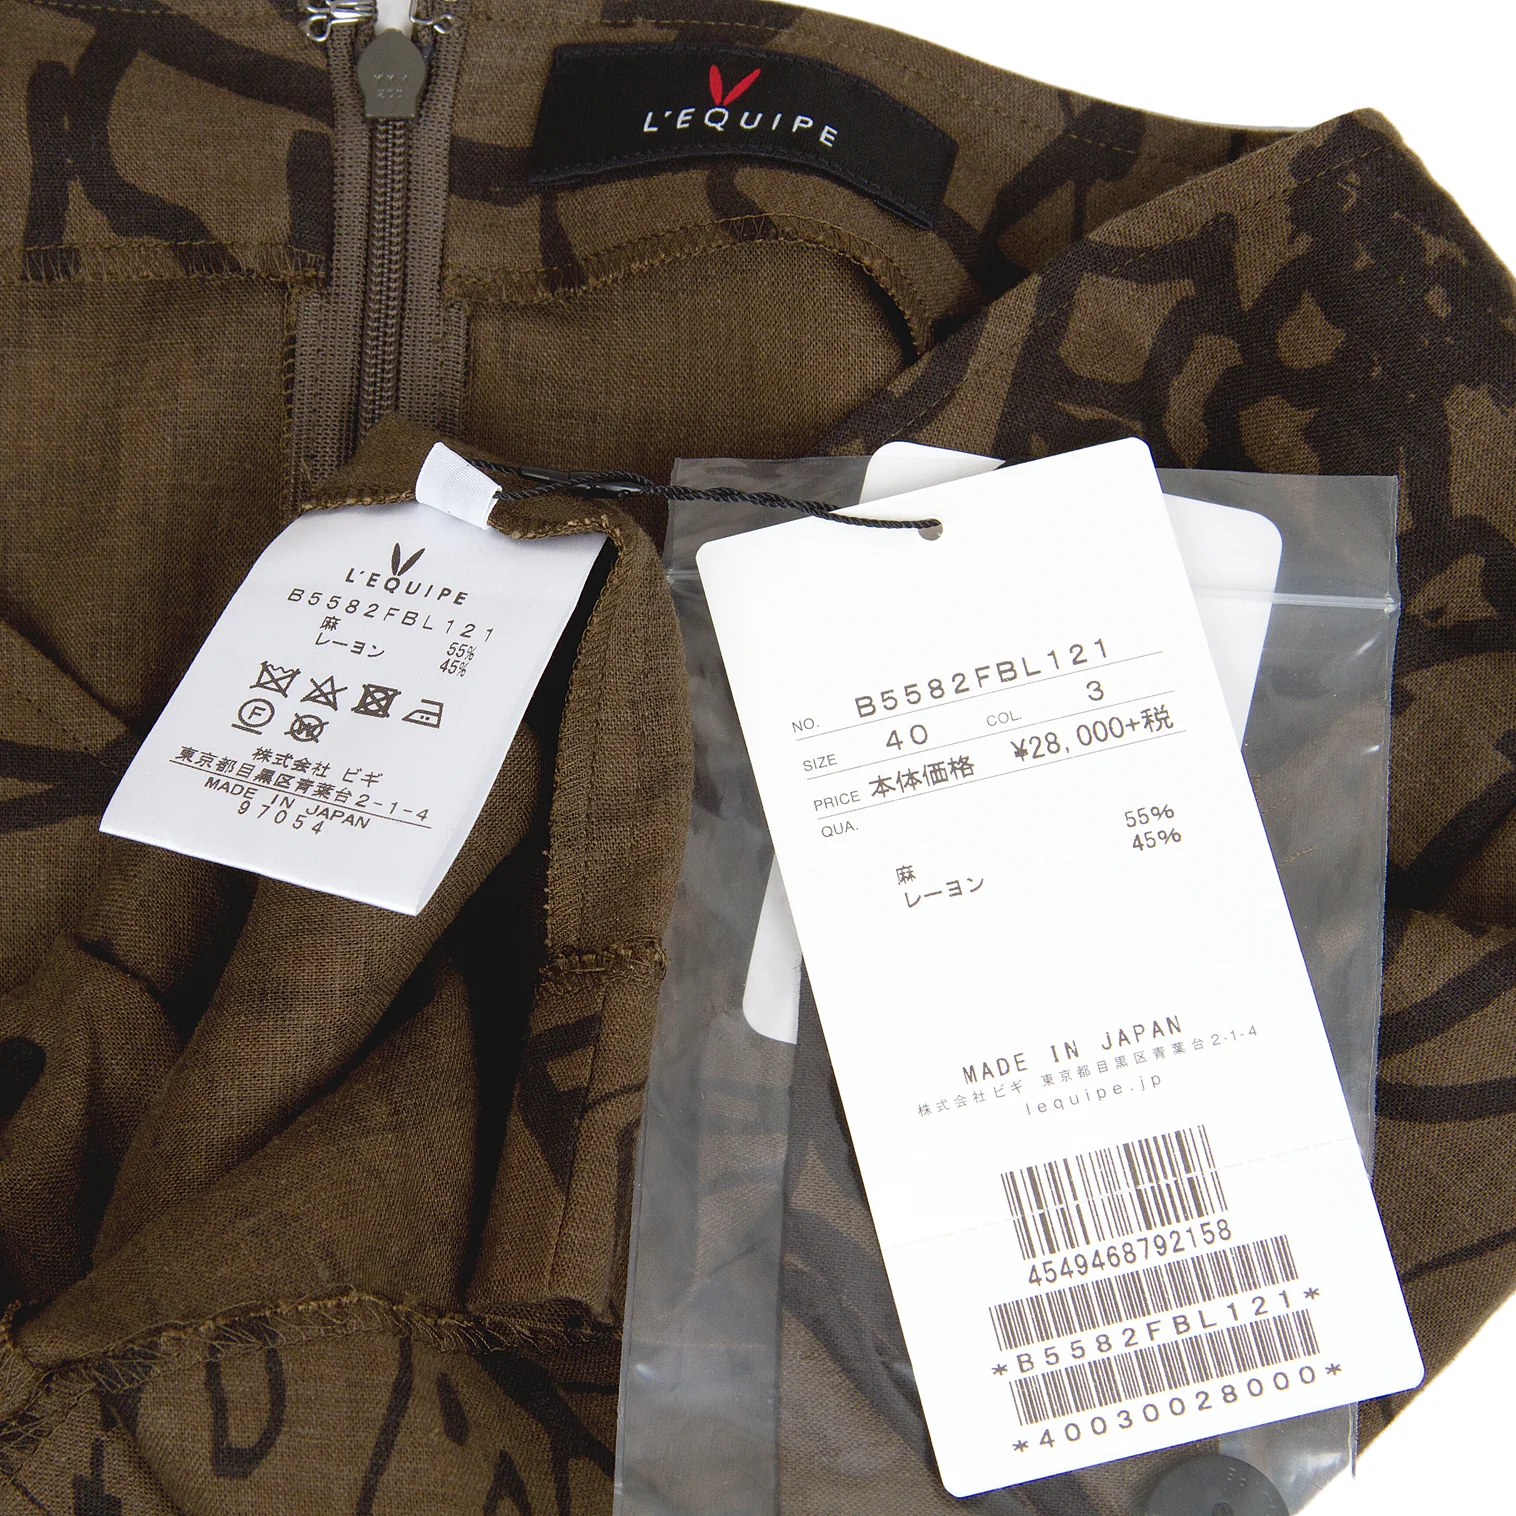 L'EQUIPE
L'EQUIPE
B5582FBL121
麻 55%
レーヨン 45%
F
株式会社 ビギ
東京都目黒区青葉台2-1-4
MADE IN JAPAN
97054
NO. B5582FBL121
SIZE 40 COL. 3
PRICE 本体価格 ¥28,000+税
QUA.
55%
45%
麻
レーヨン
MADE IN JAPAN
株式会社ビギ 東京都目黒区青葉台2-1-4
lequipe.jp
4549468792158
*B5582FBL121*
*40030028000*